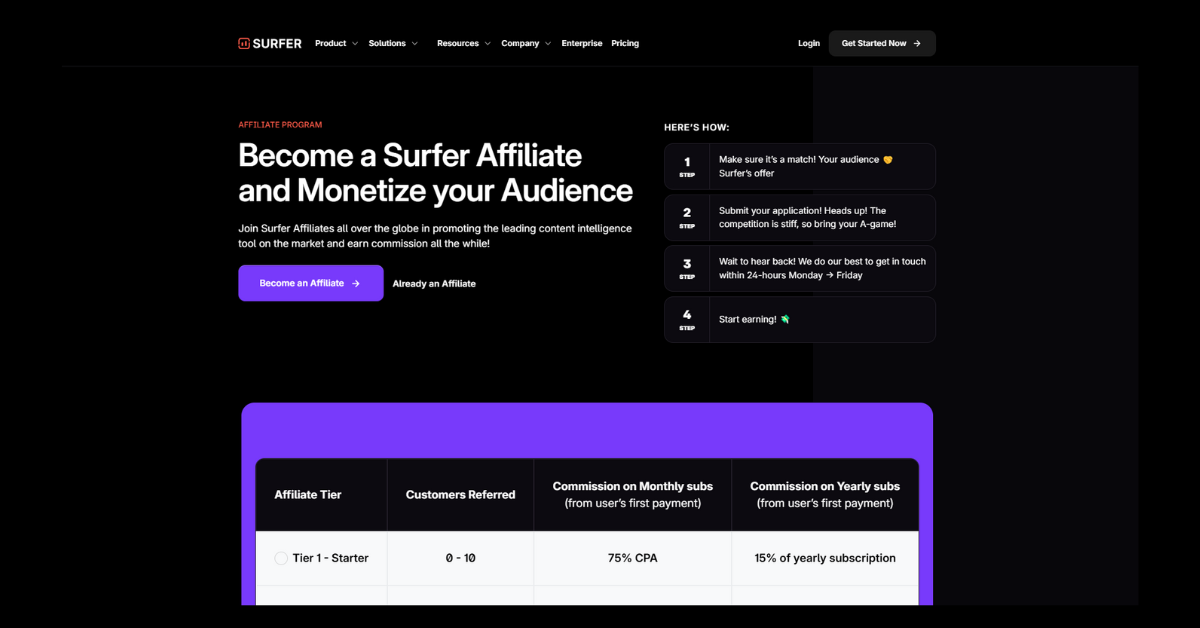 SURFER Product Solutions Resources Company Enterprise Pricing Login Get Started Now →
AFFILIATE PROGRAM
Become a Surfer Affiliate
and Monetize your Audience
Join Surfer Affiliates all over the globe in promoting the leading content intelligence
tool on the market and earn commission all the while!
Become an Affiliate → Already an Affiliate
HERE'S HOW:
1
STEP
Make sure it's a match! Your audience 🤝
Surfer's offer
2
STEP
Submit your application! Heads up! The
competition is stiff, so bring your A-game!
3
STEP
Wait to hear back! We do our best to get in touch
within 24-hours Monday → Friday
4
STEP
Start earning! 💸
Affiliate Tier
Customers Referred
Commission on Monthly subs
(from user's first payment)
Commission on Yearly subs
(from user's first payment)
Tier 1 - Starter
0 - 10
75% CPA
15% of yearly subscription